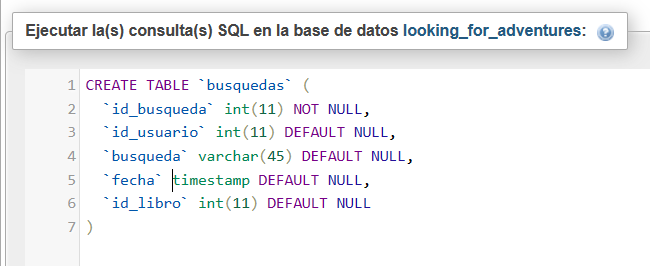 Ejecutar la(s) consulta(s) SQL en la base de datos looking_for_adventures:
1 CREATE TABLE `busquedas` (
2 `id_busqueda` int(11) NOT NULL,
3 `id_usuario` int(11) DEFAULT NULL,
4 `busqueda` varchar(45) DEFAULT NULL,
5 `fecha` timestamp DEFAULT NULL,
6 `id_libro` int(11) DEFAULT NULL
7 )